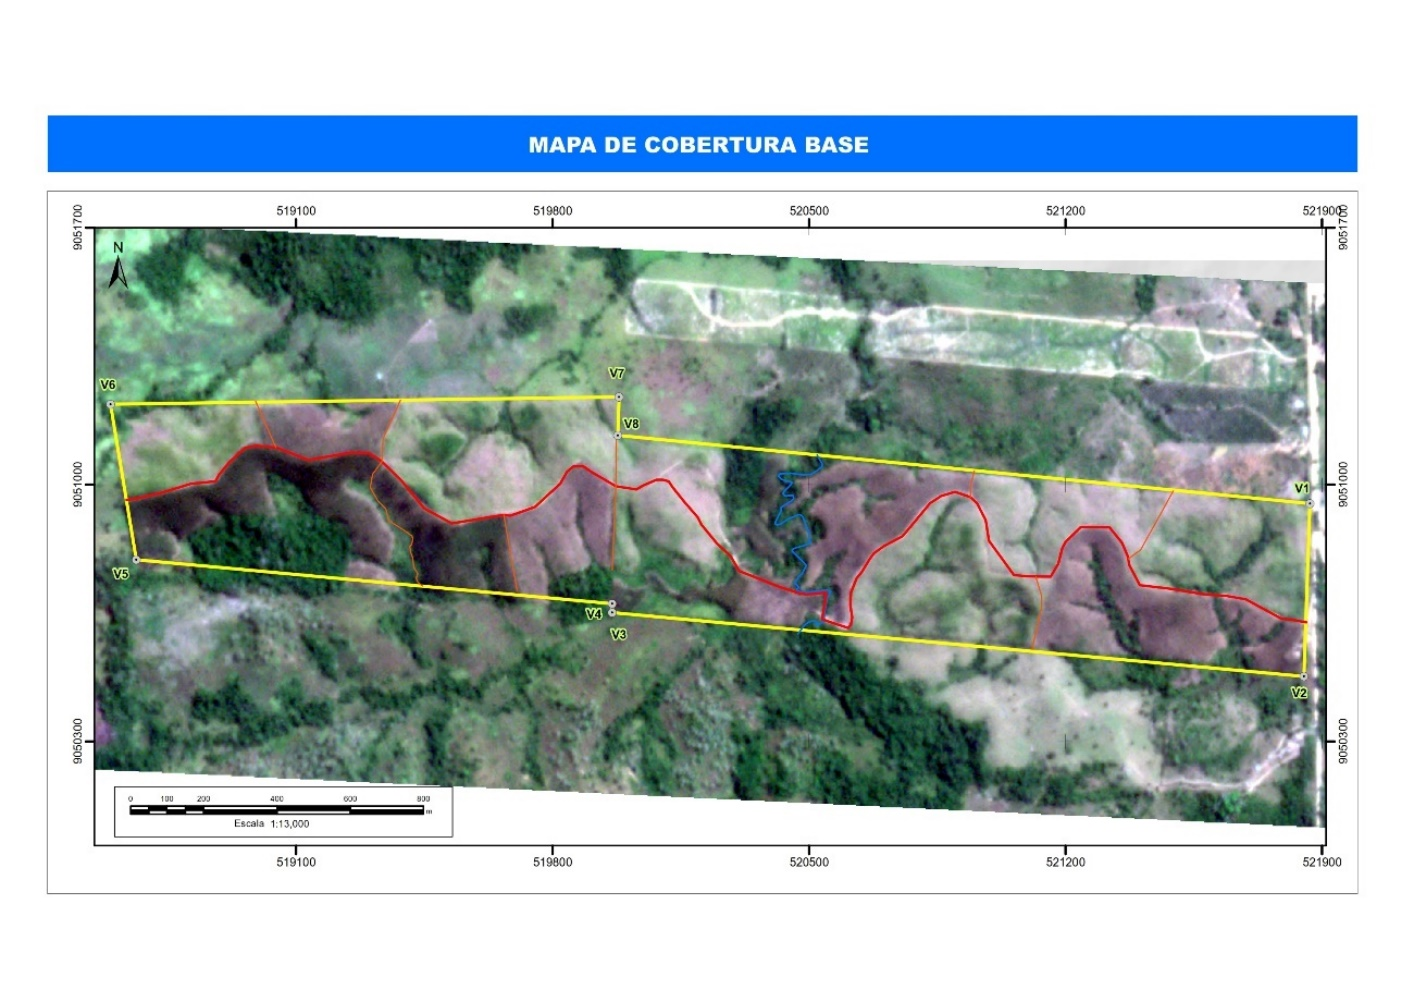 MAPA DE COBERTURA BASE
519100 519800 520500 521200 521900
9051700 9051700
N
V6 V7
V8
9051000 V1 9051000
V5
V4
V3
V2
9050300 9050300
0 100 200 400 600 800
m
Escala 1:13,000
519100 519800 520500 521200 521900